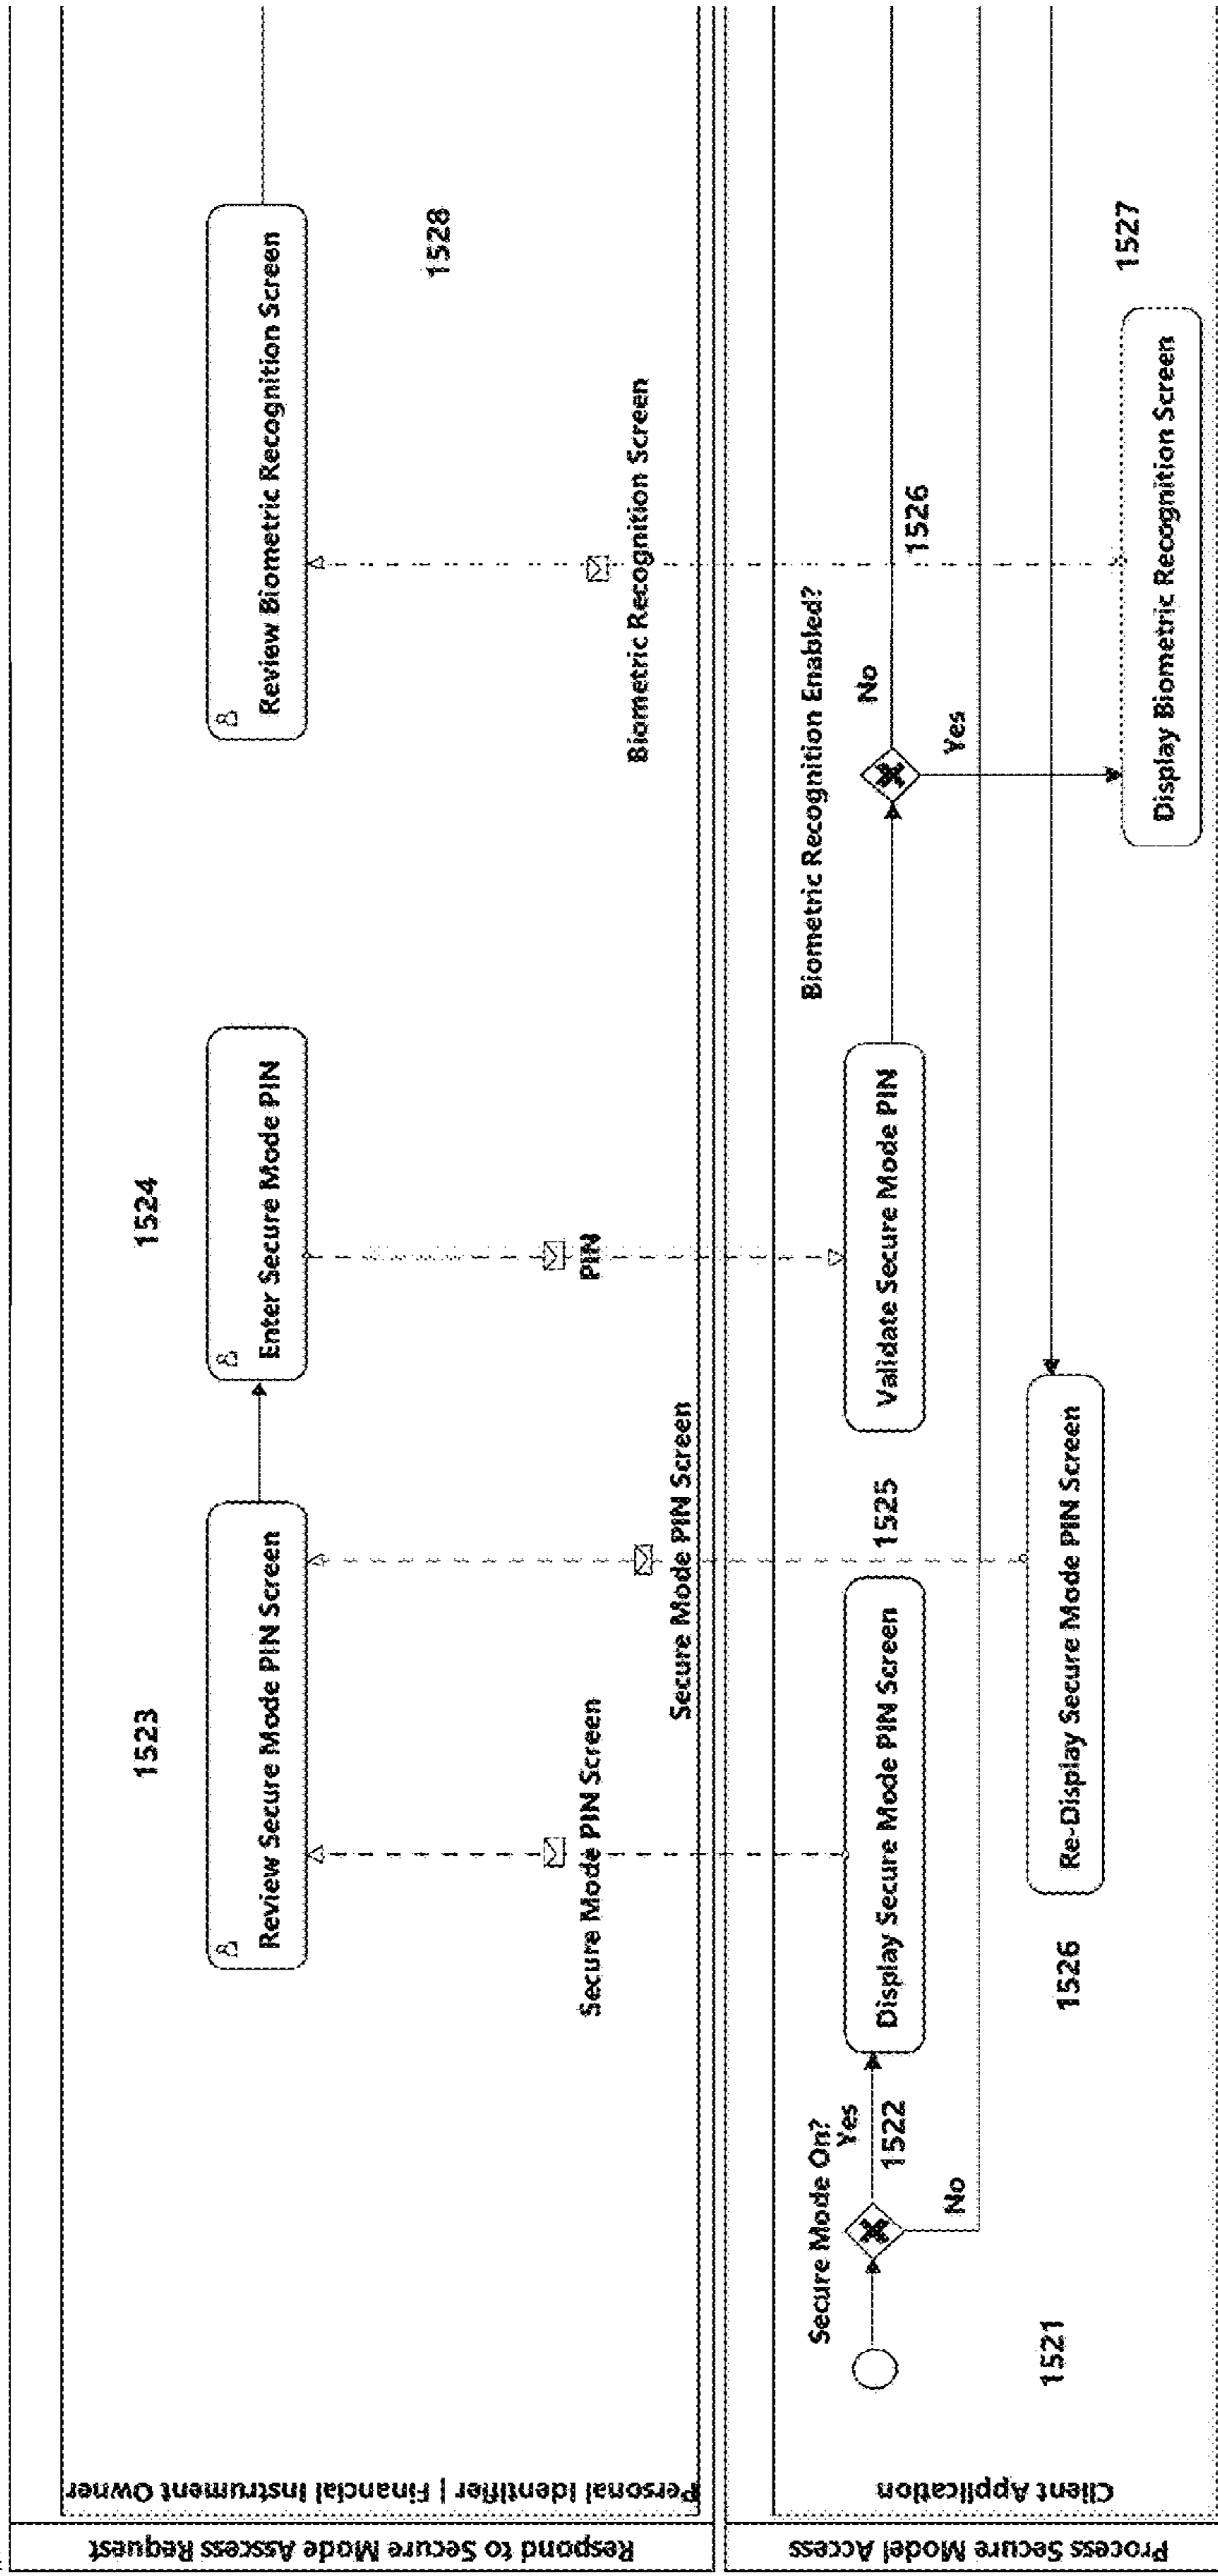 Respond to Secure Mode Asscess Request
Personal Identifier | Financial Instrument Owner
1523
Review Secure Mode PIN Screen
1524
Enter Secure Mode PIN
Review Biometric Recognition Screen
1528
Secure Mode PIN Screen
Secure Mode PIN Screen
PIN
Biometric Recognition Screen
Process Secure Model Access
Client Application
Secure Mode On?
Yes
1522
No
1521
Display Secure Mode PIN Screen
1525
Validate Secure Mode PIN
Biometric Recognition Enabled?
No
1526
Yes
1526
Re-Display Secure Mode PIN Screen
Display Biometric Recognition Screen
1527